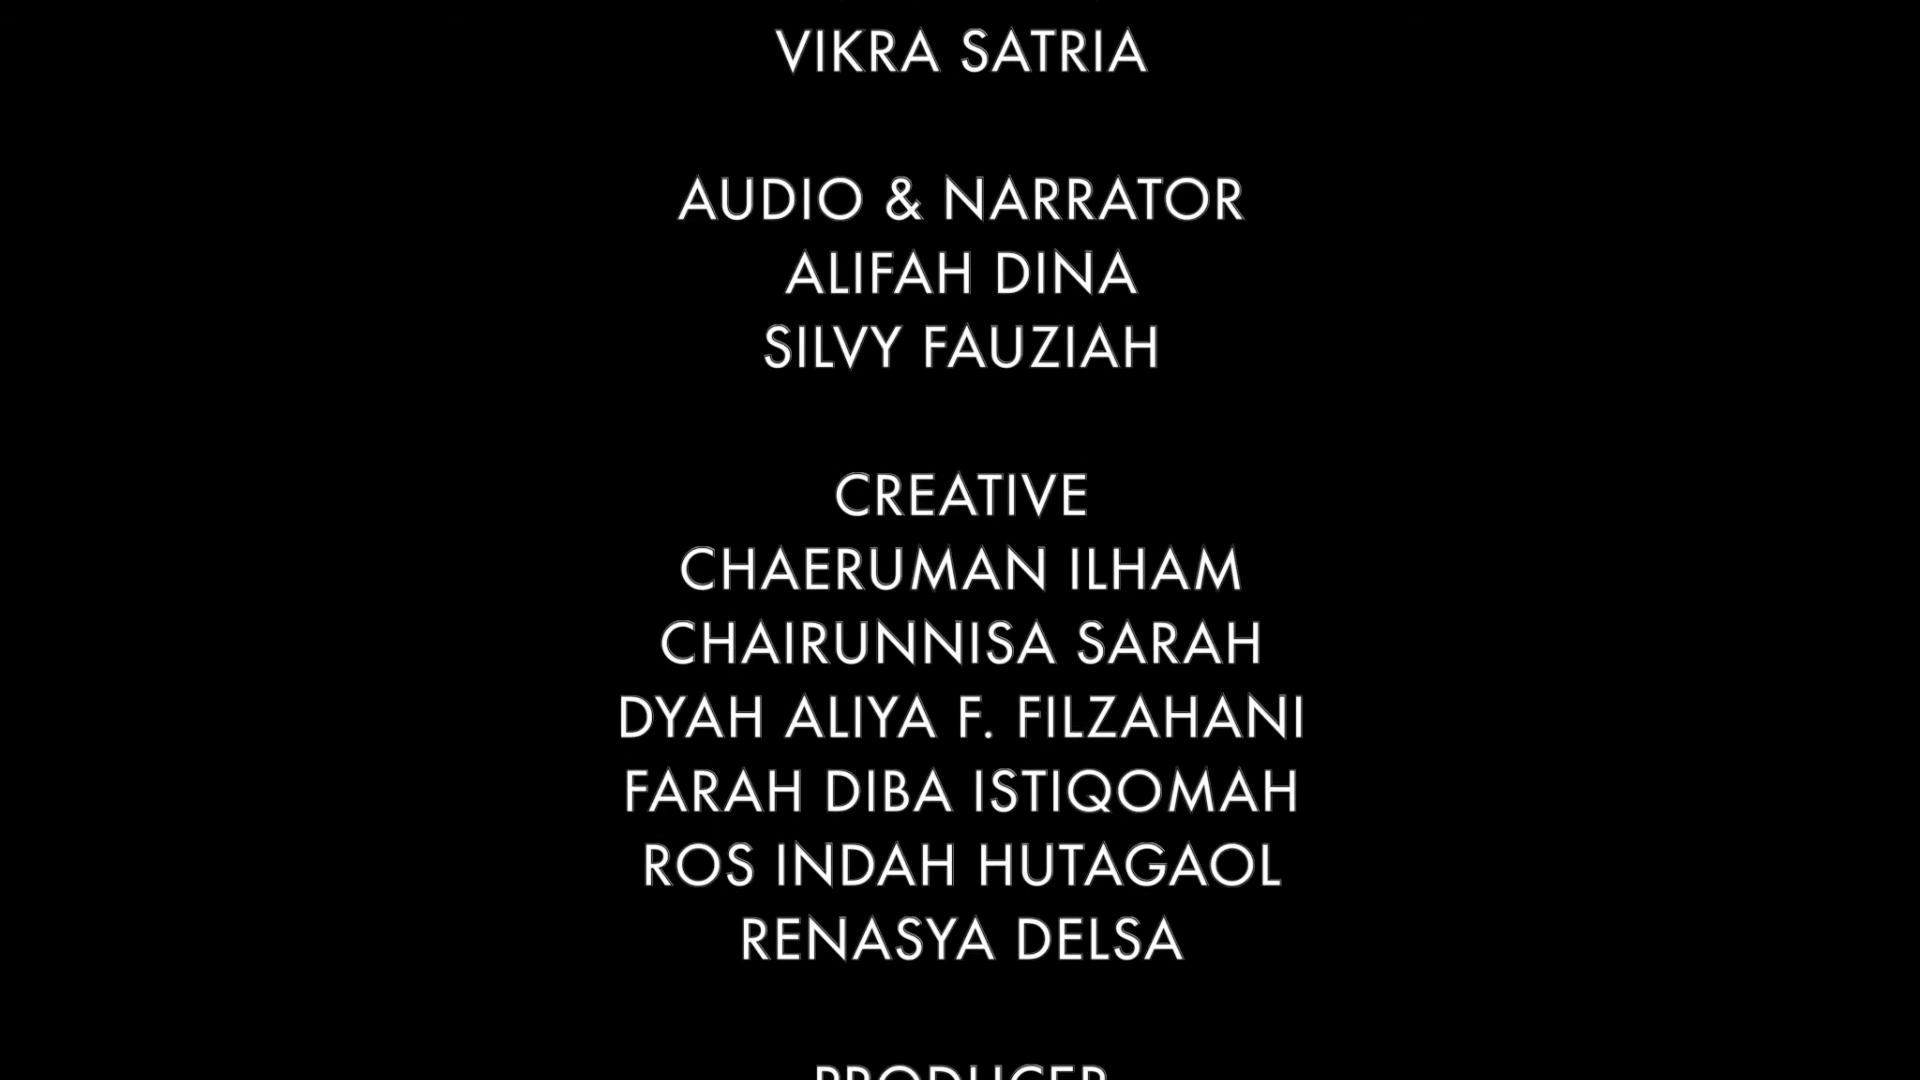 VIKRA SATRIA
AUDIO & NARRATOR
ALIFAH DINA
SILVY FAUZIAH
CREATIVE
CHAERUMAN ILHAM
CHAIRUNNISA SARAH
DYAH ALIYA F. FILZAHANI
FARAH DIBA ISTIQOMAH
ROS INDAH HUTAGAOL
RENASYA DELSA
PRODUCER